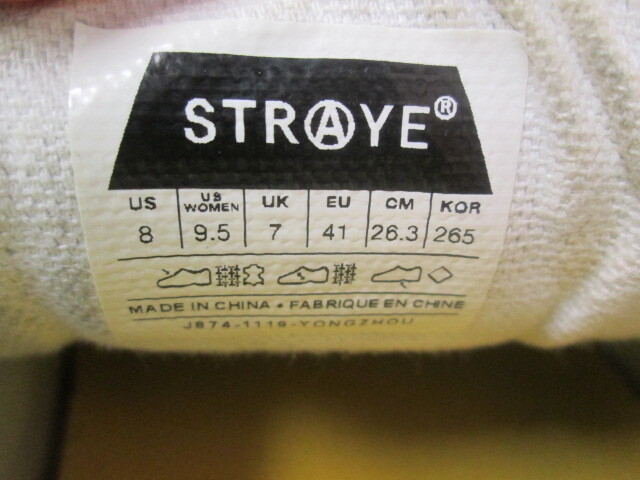 STRAYE®
US US WOMEN UK EU CM KOR
8 9.5 7 41 26.3 265
MADE IN CHINA • FABRIQUE EN CHINE
J874-1119-YONGZHOU